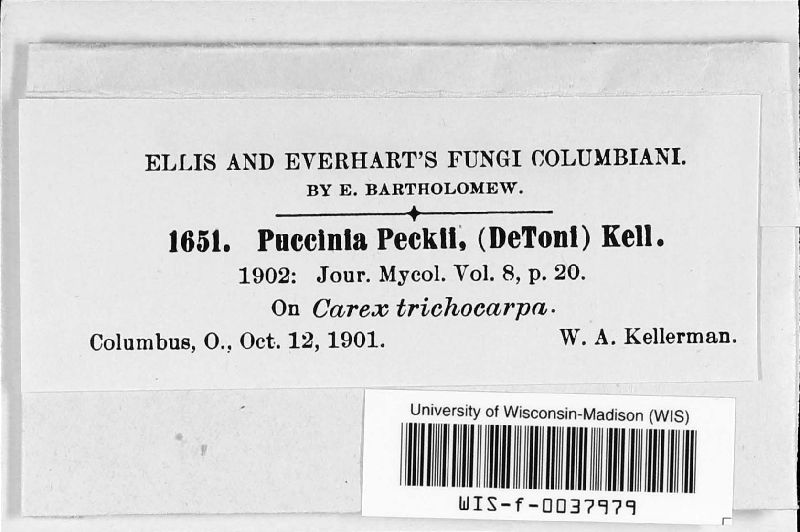 ELLIS AND EVERHART'S FUNGI COLUMBIANI.
BY E. BARTHOLOMEW.
1651. Puccinia Peckii, (DeToni) Kell.
1902: Jour. Mycol. Vol. 8, p. 20.
On Carex trichocarpa.
Columbus, O., Oct. 12, 1901. W. A. Kellerman.
University of Wisconsin-Madison (WIS)
WIS-f-0037979